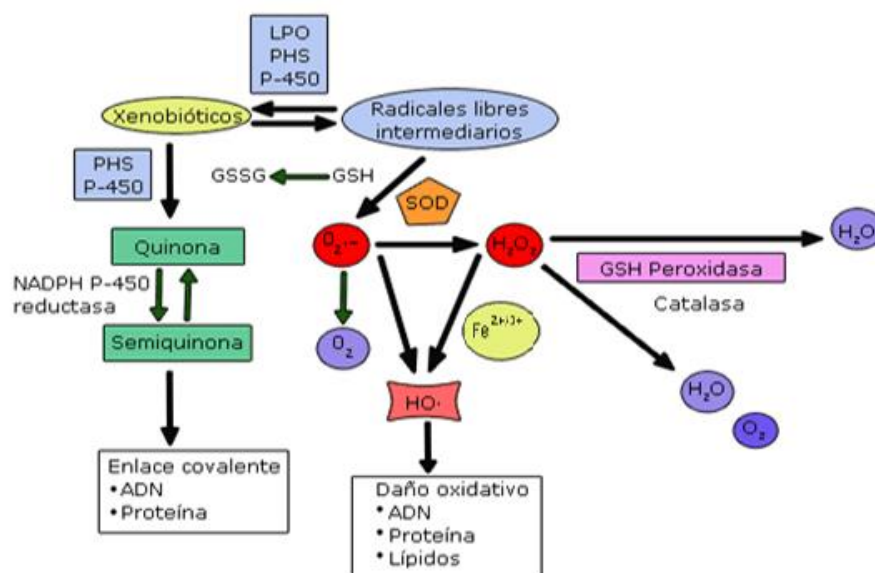 LPO
PHS
P-450
Xenobióticos
Radicales libres
intermediarios
PHS
P-450
GSSG
GSH
SOD
Quinona
O₂·−
H₂O₂
H₂O
GSH Peroxidasa
NADPH P-450
reductasa
Catalasa
Fe²⁺/³⁺
Semiquinona
O₂
H₂O
HO·
O₂
Enlace covalente
•ADN
•Proteína
Daño oxidativo
•ADN
•Proteína
•Lípidos